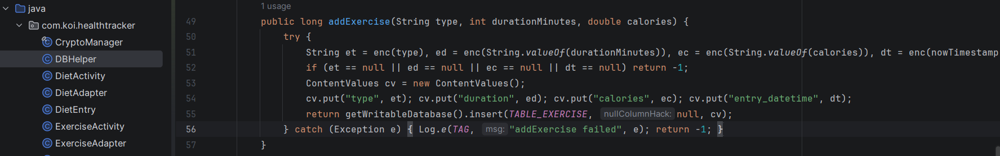 java
com.koi.healthtracker
CryptoManager
DBHelper
DietActivity
DietAdapter
DietEntry
ExerciseActivity
ExerciseAdapter
1 usage
49 public long addExercise(String type, int durationMinutes, double calories) {
50 try {
51 String et = enc(type), ed = enc(String.valueOf(durationMinutes)), ec = enc(String.valueOf(calories)), dt = enc(nowTimestamp
52 if (et == null || ed == null || ec == null || dt == null) return -1;
53 ContentValues cv = new ContentValues();
54 cv.put("type", et); cv.put("duration", ed); cv.put("calories", ec); cv.put("entry_datetime", dt);
55 return getWritableDatabase().insert(TABLE_EXERCISE, nullColumnHack: null, cv);
56 } catch (Exception e) { Log.e(TAG, msg: "addExercise failed", e); return -1; }
57 }